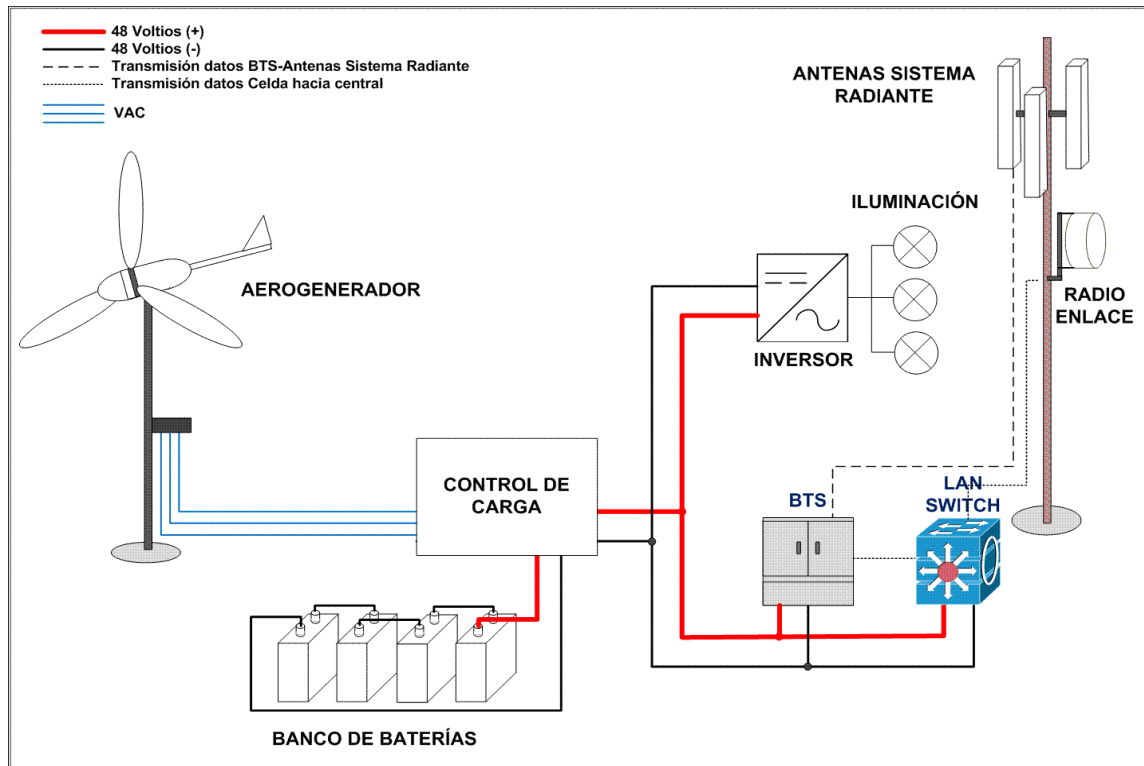 48 Voltios (+)
48 Voltios (-)
Transmisión datos BTS-Antenas Sistema Radiante
Transmisión datos Celda hacia central
VAC
ANTENAS SISTEMA
RADIANTE
ILUMINACIÓN
AEROGENERADOR
RADIO
ENLACE
INVERSOR
CONTROL DE
CARGA
BTS
LAN
SWITCH
BANCO DE BATERÍAS